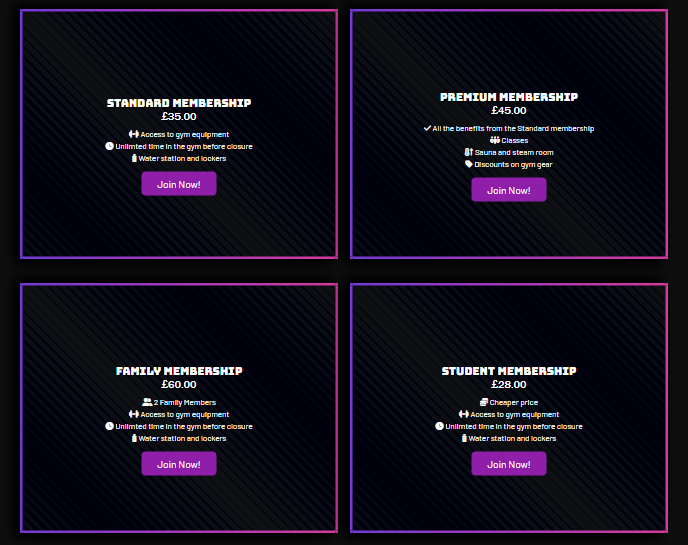 STANDARD MEMBERSHIP
£35.00
Access to gym equipment
Unlimted time in the gym before closure
Water station and lockers
Join Now!
PREMIUM MEMBERSHIP
£45.00
All the benefits from the Standard membership
Classes
Sauna and steam room
Discounts on gym gear
Join Now!
FAMILY MEMBERSHIP
£60.00
2 Family Members
Access to gym equipment
Unlimted time in the gym before closure
Water station and lockers
Join Now!
STUDENT MEMBERSHIP
£28.00
Cheaper price
Access to gym equipment
Unlimted time in the gym before closure
Water station and lockers
Join Now!